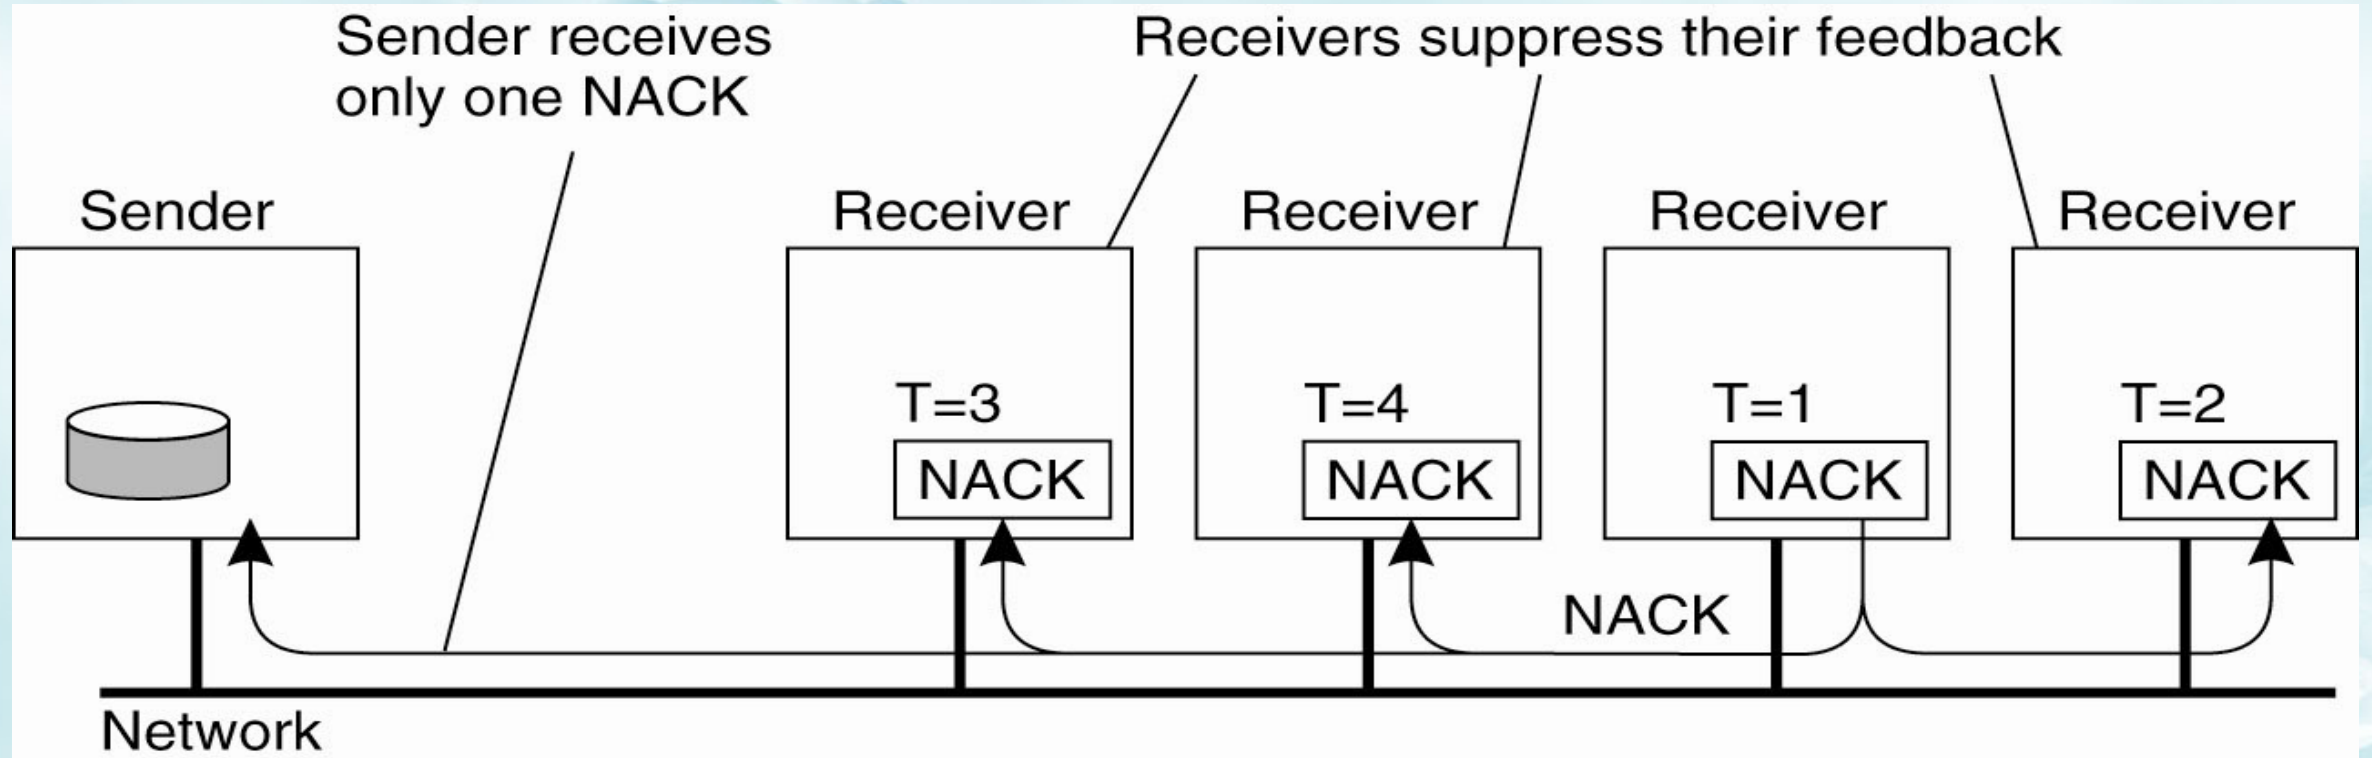 Sender receives
only one NACK
Receivers suppress their feedback
Sender
Receiver
Receiver
Receiver
Receiver
T=3
T=4
T=1
T=2
NACK
NACK
NACK
NACK
NACK
Network